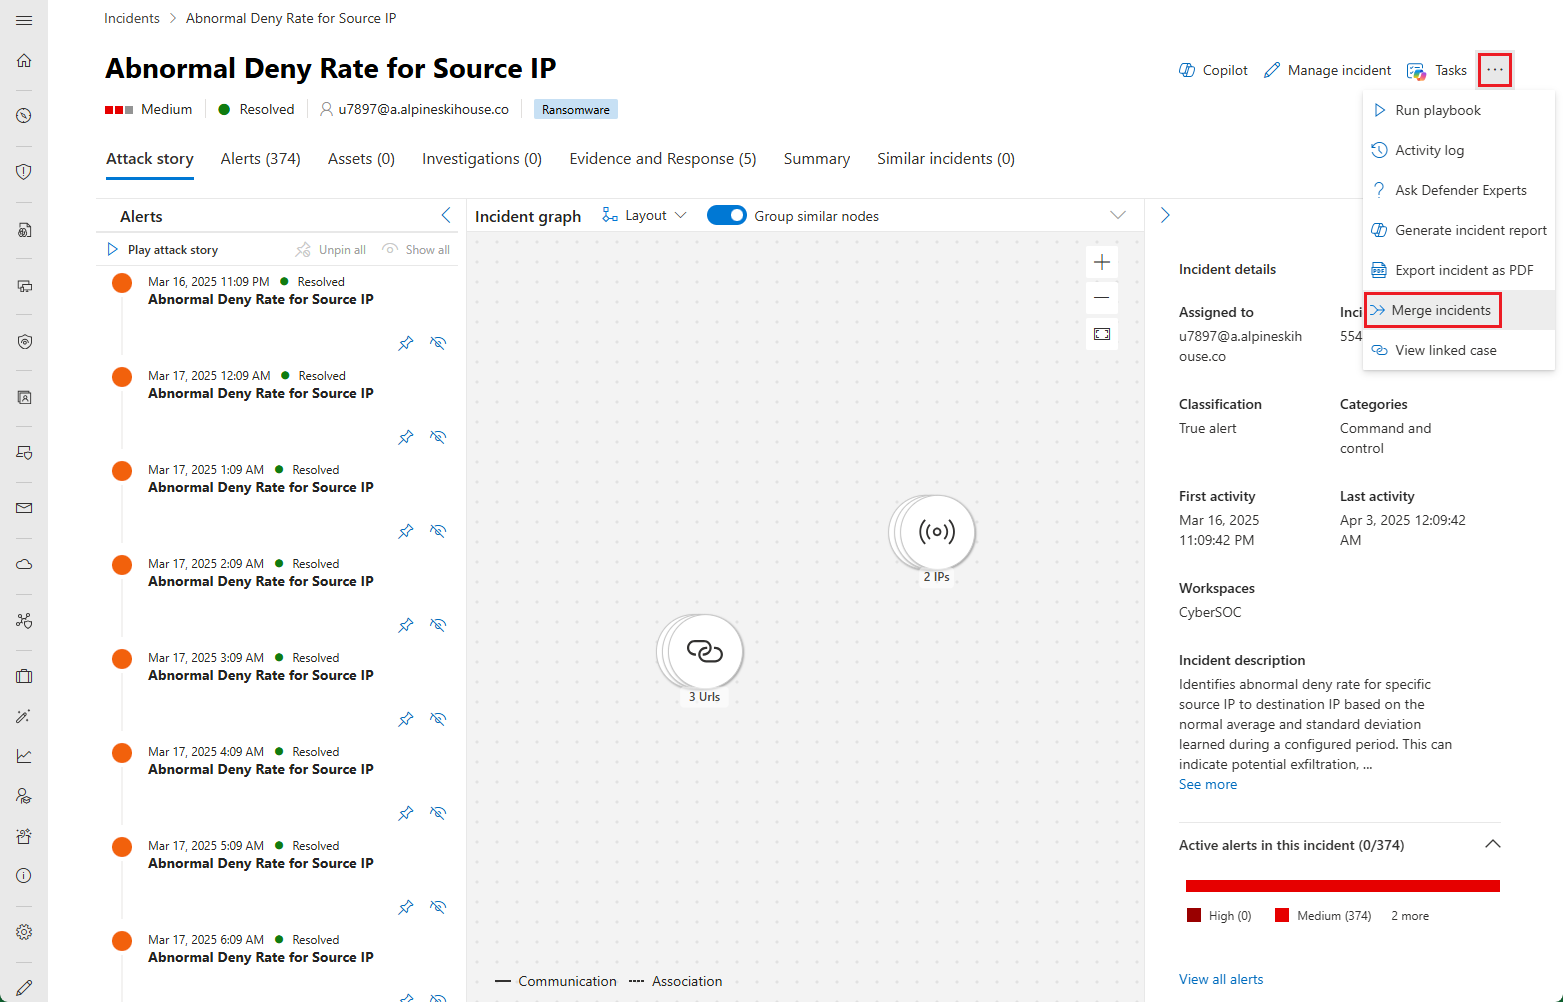 Incidents > Abnormal Deny Rate for Source IP
Abnormal Deny Rate for Source IP
Copilot
Manage incident
Tasks
Medium
Resolved
u7897@a.alpineskihouse.co
Ransomware
Run playbook
Activity log
Ask Defender Experts
Generate incident report
Export incident as PDF
Merge incidents
View linked case
Attack story
Alerts (374)
Assets (0)
Investigations (0)
Evidence and Response (5)
Summary
Similar incidents (0)
Alerts
Play attack story
Unpin all
Show all
Mar 16, 2025 11:09 PM Resolved
Abnormal Deny Rate for Source IP
Mar 17, 2025 12:09 AM Resolved
Abnormal Deny Rate for Source IP
Mar 17, 2025 1:09 AM Resolved
Abnormal Deny Rate for Source IP
Mar 17, 2025 2:09 AM Resolved
Abnormal Deny Rate for Source IP
Mar 17, 2025 3:09 AM Resolved
Abnormal Deny Rate for Source IP
Mar 17, 2025 4:09 AM Resolved
Abnormal Deny Rate for Source IP
Mar 17, 2025 5:09 AM Resolved
Abnormal Deny Rate for Source IP
Mar 17, 2025 6:09 AM Resolved
Abnormal Deny Rate for Source IP
Incident graph
Layout
Group similar nodes
2 IPs
3 Urls
Communication
Association
Incident details
Assigned to
u7897@a.alpineskih
ouse.co
Inci
554
Classification
True alert
Categories
Command and
control
First activity
Mar 16, 2025
11:09:42 PM
Last activity
Apr 3, 2025 12:09:42
AM
Workspaces
CyberSOC
Incident description
Identifies abnormal deny rate for specific
source IP to destination IP based on the
normal average and standard deviation
learned during a configured period. This can
indicate potential exfiltration, ...
See more
Active alerts in this incident (0/374)
High (0)
Medium (374)
2 more
View all alerts